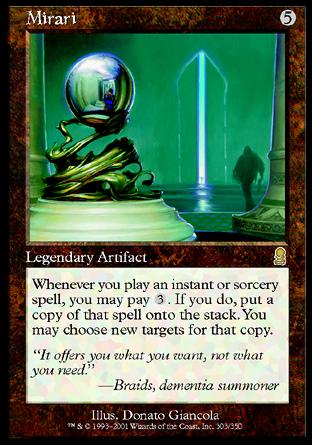 Mirari 5
Legendary Artifact
Whenever you play an instant or sorcery
spell, you may pay 3. If you do, put a
copy of that spell onto the stack. You
may choose new targets for that copy.
“It offers you what you want, not what
you need.”
—Braids, dementia summoner
Illus. Donato Giancola
™ & © 1993–2001 Wizards of the Coast, Inc. 303/350